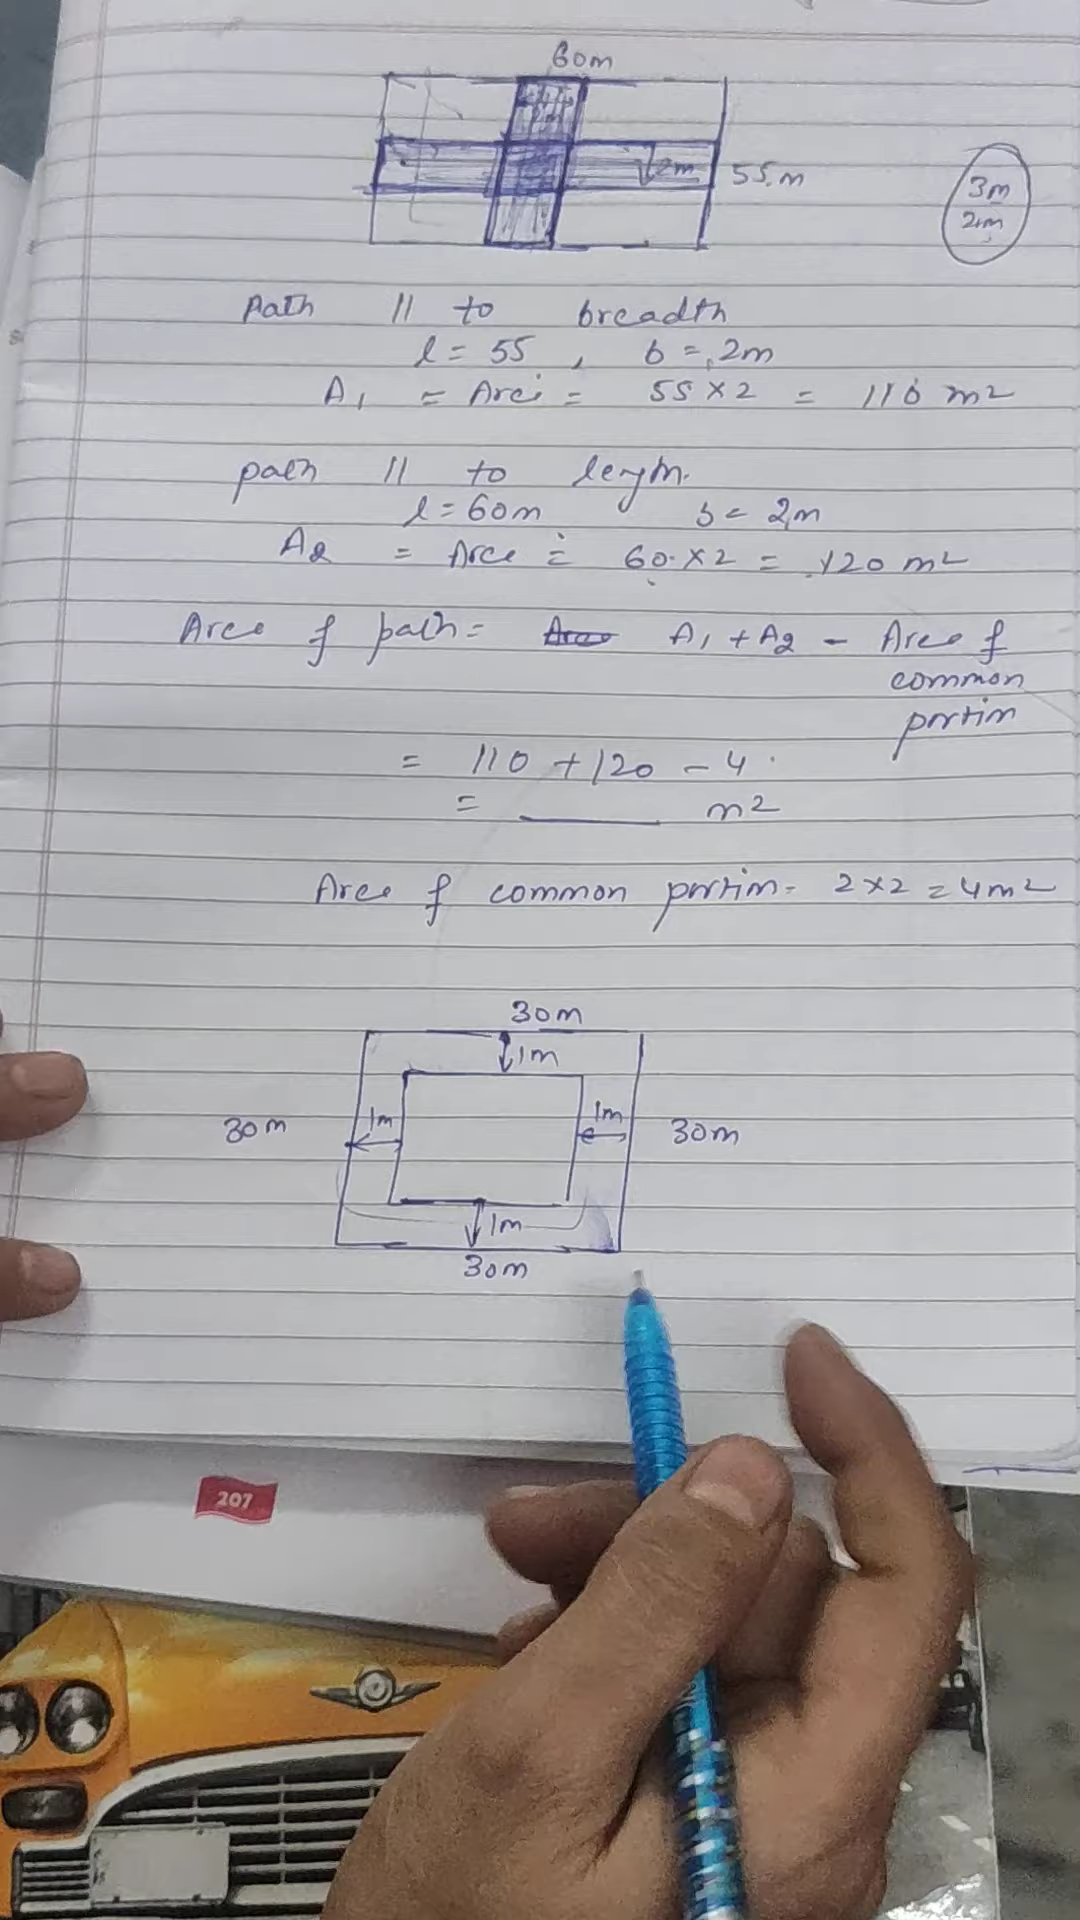 60m
2m
55m
3m
2m
Path || to breadth
l = 55 , b = 2m
A1 = Are = 55 × 2 = 110 m2
path || to length.
l = 60m b = 2m
A2 = Area = 60 × 2 = 120 m2
Area of path = A1 + A2 - Area of
common
portion
= 110 + 120 - 4
= ______ m2
Area of common portion = 2 × 2 = 4m2
30m
1m
30m 1m 1m 30m
1m
30m
207